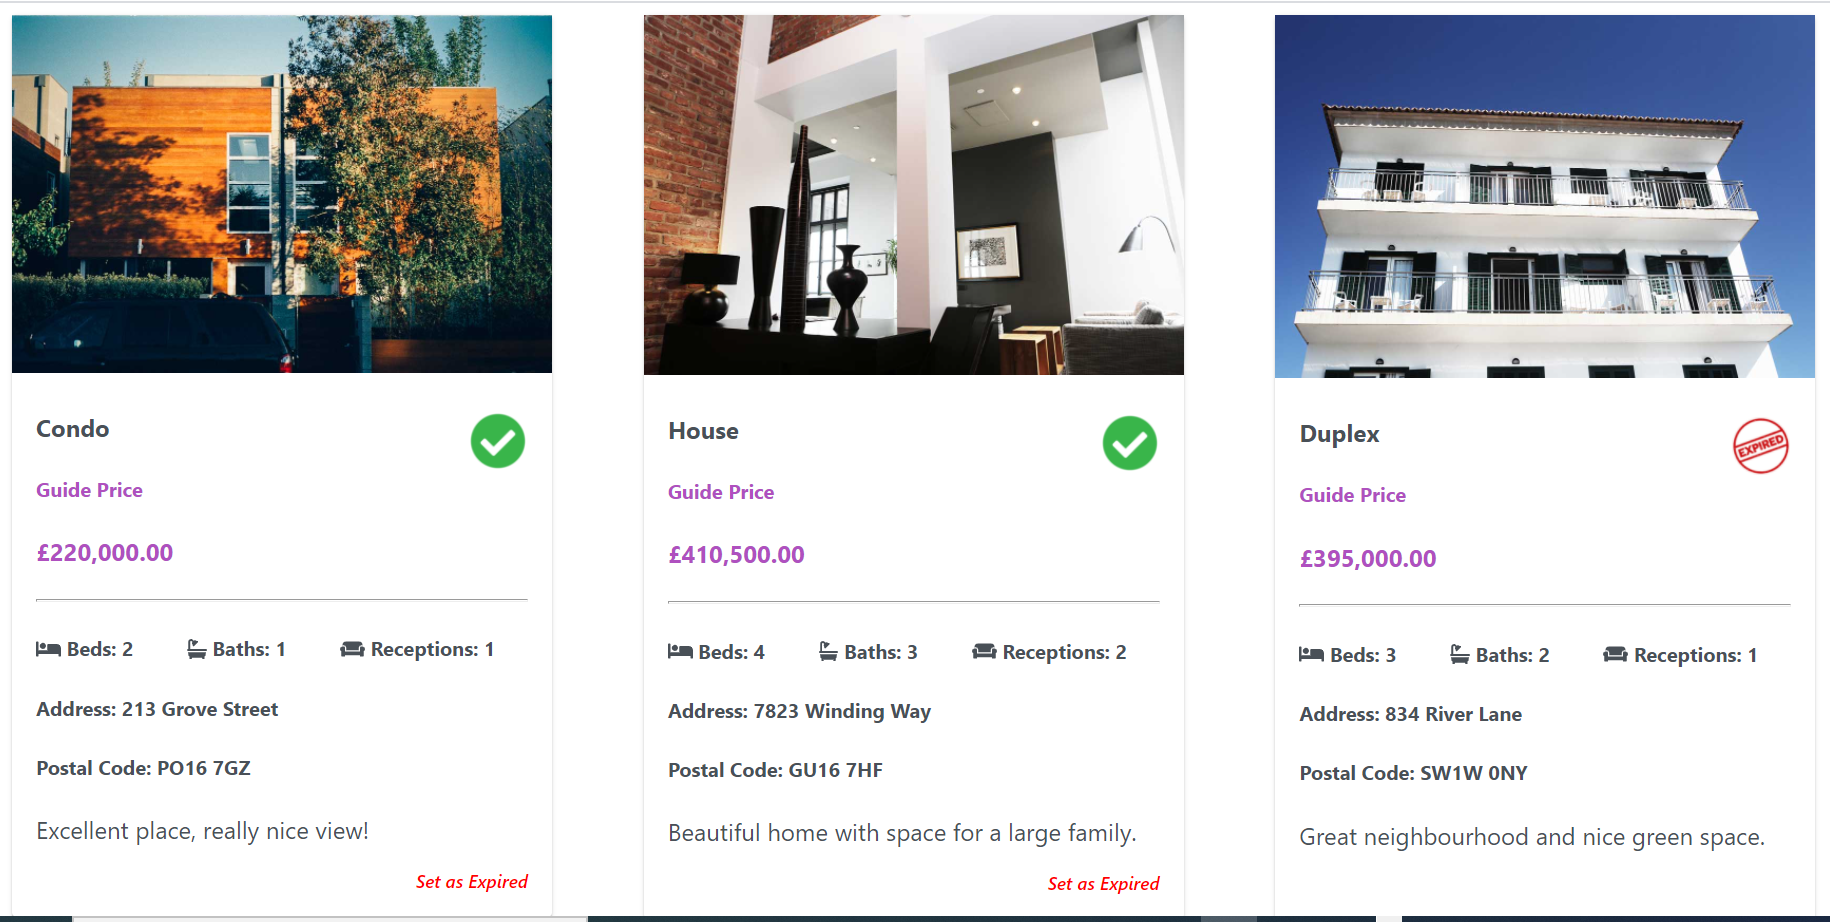 Condo
Guide Price
£220,000.00
Beds: 2 Baths: 1 Receptions: 1
Address: 213 Grove Street
Postal Code: PO16 7GZ
Excellent place, really nice view!
Set as Expired
House
Guide Price
£410,500.00
Beds: 4 Baths: 3 Receptions: 2
Address: 7823 Winding Way
Postal Code: GU16 7HF
Beautiful home with space for a large family.
Set as Expired
Duplex
EXPIRED
Guide Price
£395,000.00
Beds: 3 Baths: 2 Receptions: 1
Address: 834 River Lane
Postal Code: SW1W 0NY
Great neighbourhood and nice green space.